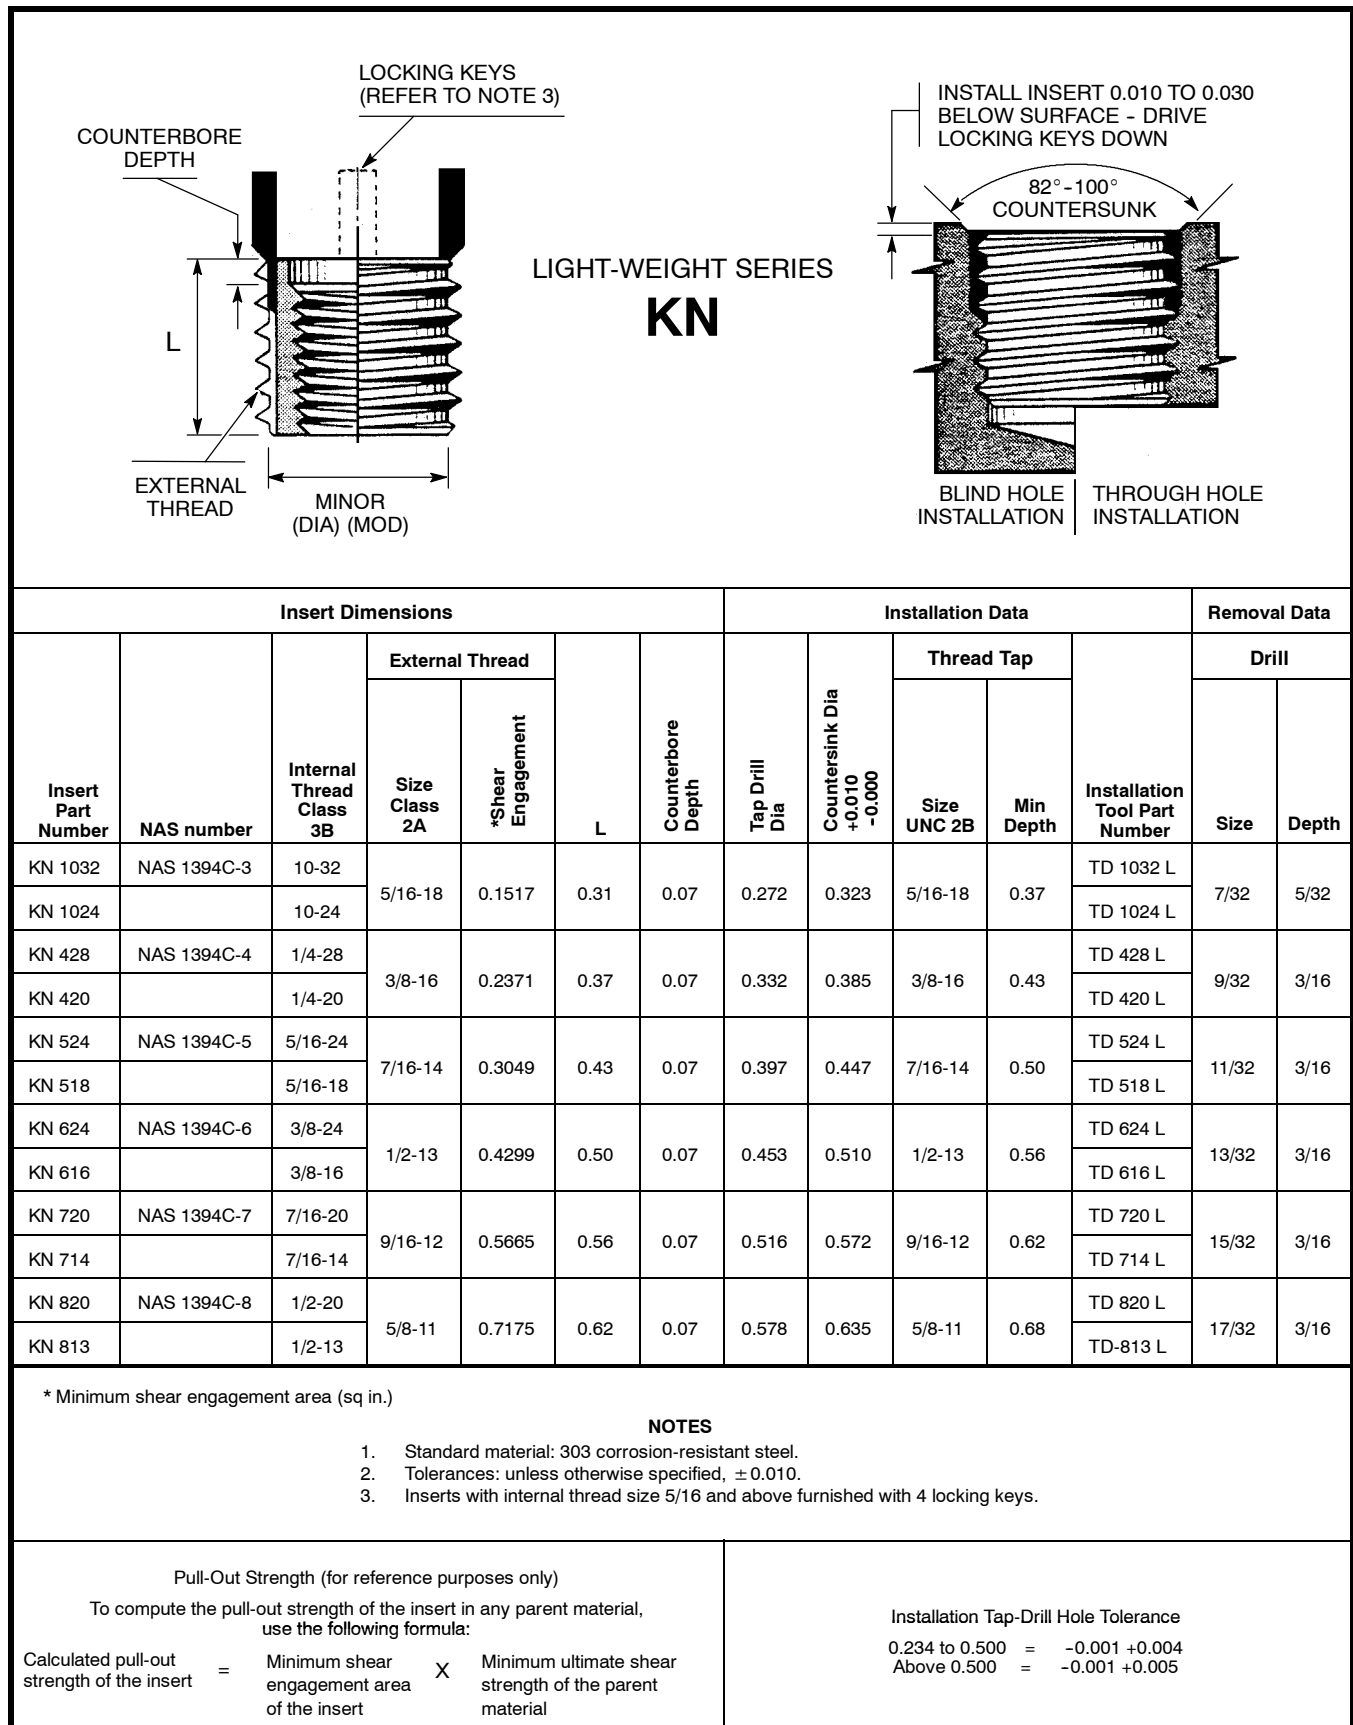 LOCKING KEYS
(REFER TO NOTE 3)
COUNTERBORE
DEPTH
L
EXTERNAL
THREAD
MINOR
(DIA) (MOD)
LIGHT-WEIGHT SERIES
KN
INSTALL INSERT 0.010 TO 0.030
BELOW SURFACE - DRIVE
LOCKING KEYS DOWN
82°-100°
COUNTERSUNK
BLIND HOLE
INSTALLATION
THROUGH HOLE
INSTALLATION
Insert Dimensions Installation Data Removal Data
External Thread Thread Tap Drill
Insert
Part
Number
NAS number
Internal
Thread
Class
3B
Size
Class
2A
*Shear
Engagement
L
Counterbore
Depth
Tap Drill
Dia
Countersink Dia
+0.010
-0.000
Size
UNC 2B
Min
Depth
Installation
Tool Part
Number
Size
Depth
KN 1032 NAS 1394C-3 10-32 TD 1032 L
5/16-18 0.1517 0.31 0.07 0.272 0.323 5/16-18 0.37 7/32 5/32
KN 1024 10-24 TD 1024 L
KN 428 NAS 1394C-4 1/4-28 TD 428 L
3/8-16 0.2371 0.37 0.07 0.332 0.385 3/8-16 0.43 9/32 3/16
KN 420 1/4-20 TD 420 L
KN 524 NAS 1394C-5 5/16-24 TD 524 L
7/16-14 0.3049 0.43 0.07 0.397 0.447 7/16-14 0.50 11/32 3/16
KN 518 5/16-18 TD 518 L
KN 624 NAS 1394C-6 3/8-24 TD 624 L
1/2-13 0.4299 0.50 0.07 0.453 0.510 1/2-13 0.56 13/32 3/16
KN 616 3/8-16 TD 616 L
KN 720 NAS 1394C-7 7/16-20 TD 720 L
9/16-12 0.5665 0.56 0.07 0.516 0.572 9/16-12 0.62 15/32 3/16
KN 714 7/16-14 TD 714 L
KN 820 NAS 1394C-8 1/2-20 TD 820 L
5/8-11 0.7175 0.62 0.07 0.578 0.635 5/8-11 0.68 17/32 3/16
KN 813 1/2-13 TD-813 L
* Minimum shear engagement area (sq in.)
NOTES
1. Standard material: 303 corrosion-resistant steel.
2. Tolerances: unless otherwise specified, ±0.010.
3. Inserts with internal thread size 5/16 and above furnished with 4 locking keys.
Pull-Out Strength (for reference purposes only)
To compute the pull-out strength of the insert in any parent material,
use the following formula:
Calculated pull-out
strength of the insert
=
Minimum shear
engagement area
of the insert
X
Minimum ultimate shear
strength of the parent
material
Installation Tap-Drill Hole Tolerance
0.234 to 0.500 = -0.001 +0.004
Above 0.500 = -0.001 +0.005